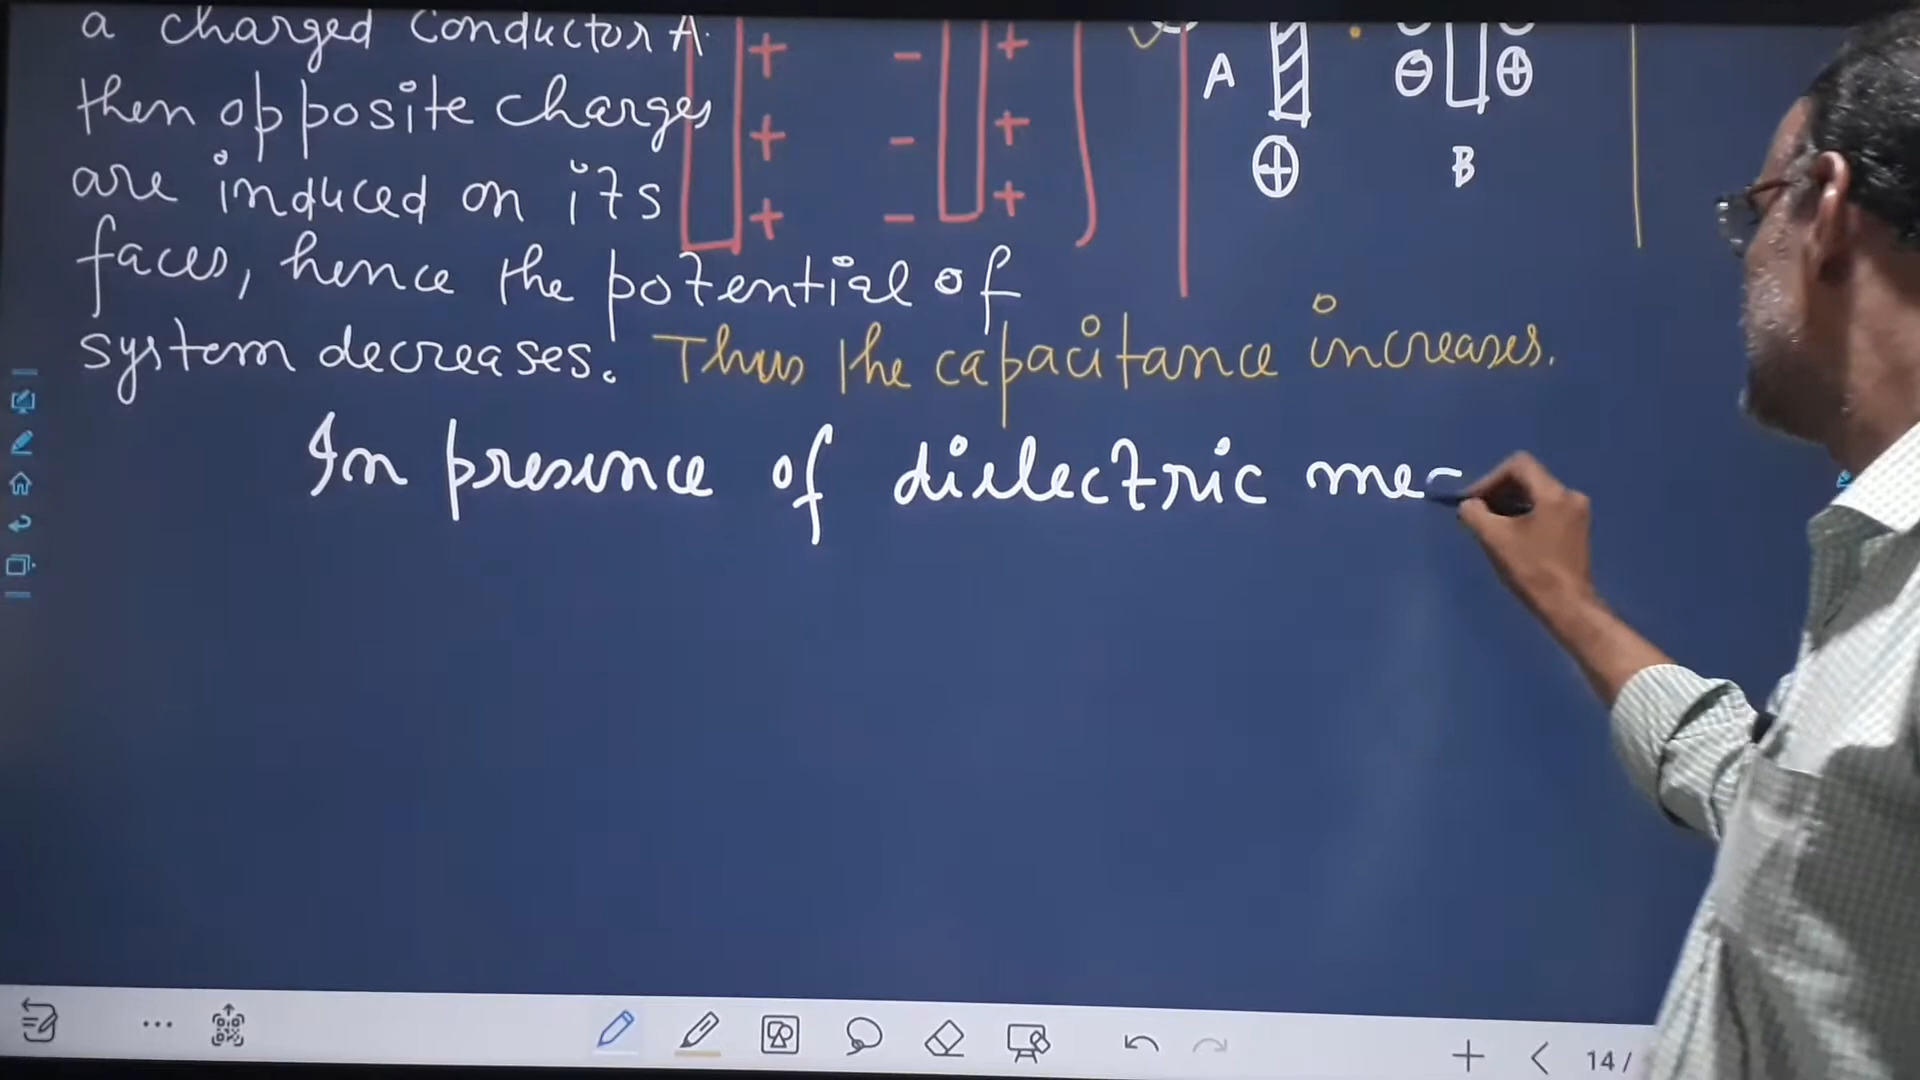 a charged conductor A.
then opposite charges
are induced on its
faces, hence the potential of
system decreases. Thus the capacitance increases.
In presence of dielectric me
+ - +
+ - +
+ - +
A
⊖ ⊕
⊕
B
14 /